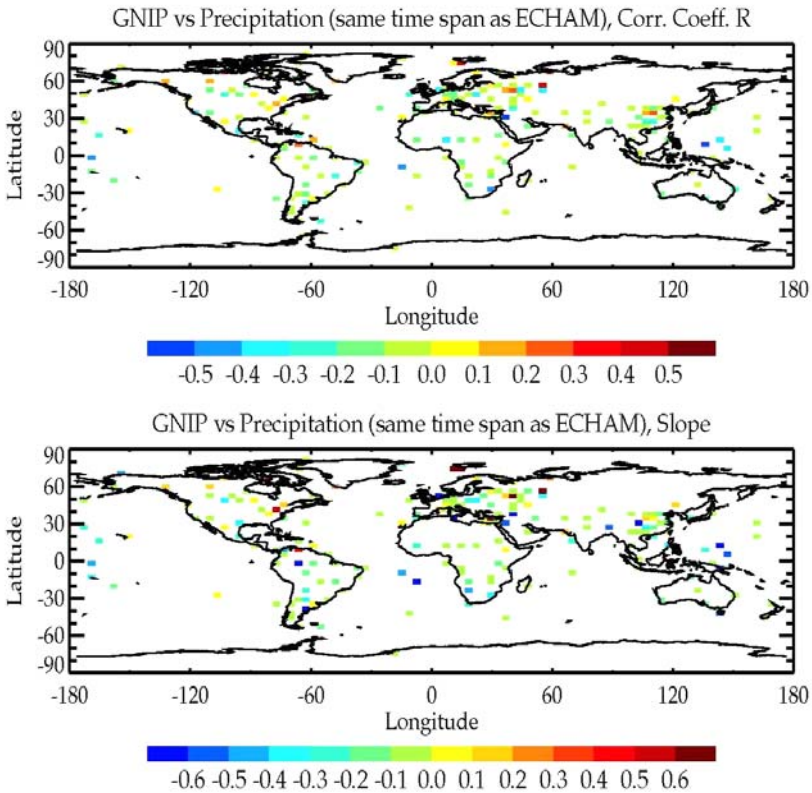 GNIP vs Precipitation (same time span as ECHAM), Corr. Coeff. R
90
60
30
0
-30
-60
-90
Latitude
-180 -120 -60 0 60 120 180
Longitude
-0.5 -0.4 -0.3 -0.2 -0.1 0.0 0.1 0.2 0.3 0.4 0.5
GNIP vs Precipitation (same time span as ECHAM), Slope
90
60
30
0
-30
-60
-90
Latitude
-180 -120 -60 0 60 120 180
Longitude
-0.6 -0.5 -0.4 -0.3 -0.2 -0.1 0.0 0.1 0.2 0.3 0.4 0.5 0.6